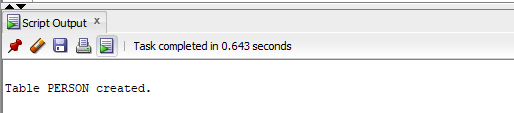 Script Output x
Task completed in 0.643 seconds
Table PERSON created.